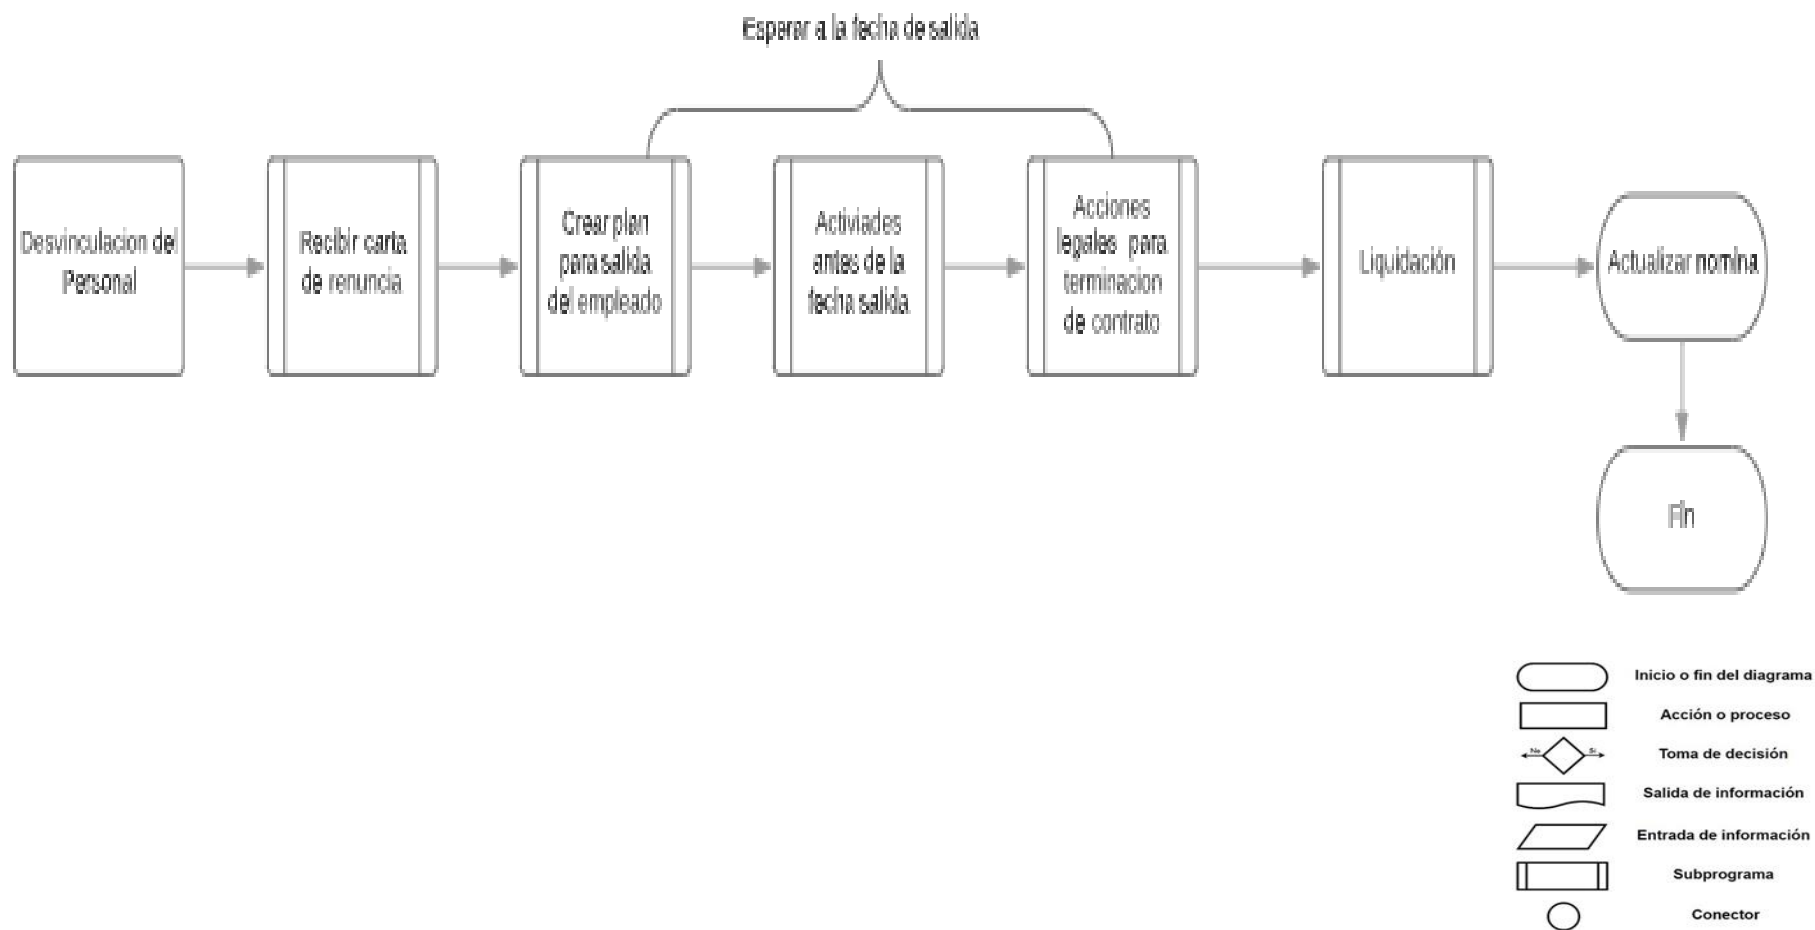 Esperar a la fecha de salida
Desvinculacion del
Personal
Recibir carta
de renuncia
Crear plan
para salida
del empleado
Activiades
antes de la
fecha salida
Acciones
legales para
terminacion
de contrato
Liquidación
Actualizar nomina
Fin
Inicio o fin del diagrama
Acción o proceso
No
Si
Toma de decisión
Salida de información
Entrada de información
Subprograma
Conector